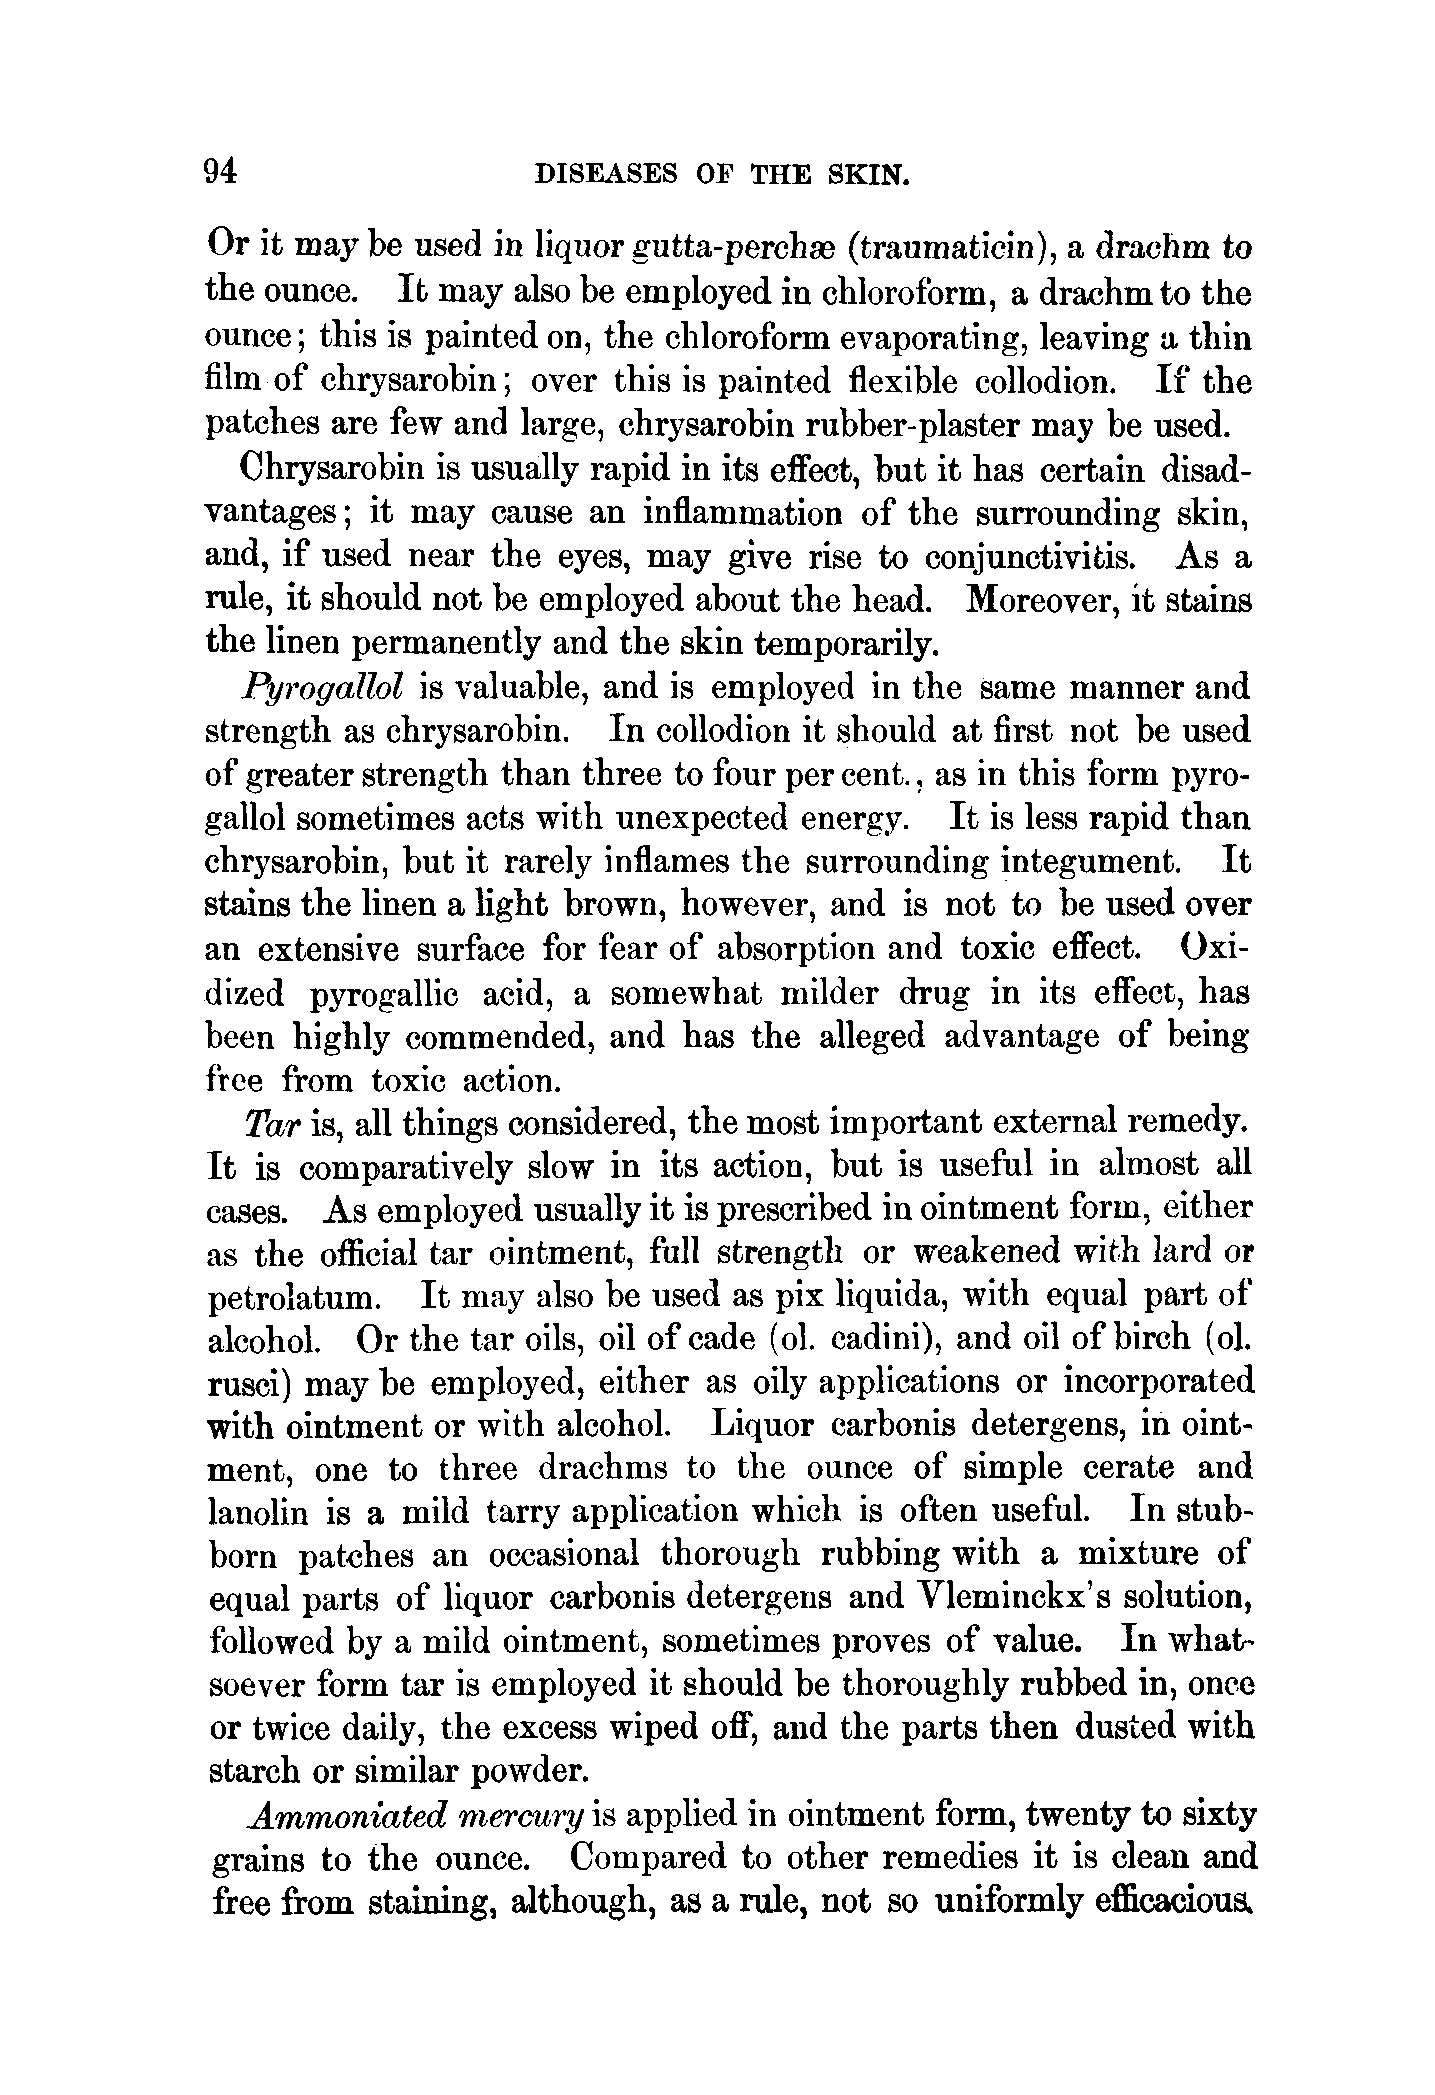 94 DISEASES OF THE SKIN.
Or it may be used in liquor gutta-perchæ (traumaticin), a drachm to
the ounce. It may also be employed in chloroform, a drachm to the
ounce; this is painted on, the chloroform evaporating, leaving a thin
film of chrysarobin; over this is painted flexible collodion. If the
patches are few and large, chrysarobin rubber-plaster may be used.
Chrysarobin is usually rapid in its effect, but it has certain disad-
vantages; it may cause an inflammation of the surrounding skin,
and, if used near the eyes, may give rise to conjunctivitis. As a
rule, it should not be employed about the head. Moreover, it stains
the linen permanently and the skin temporarily.
Pyrogallol is valuable, and is employed in the same manner and
strength as chrysarobin. In collodion it should at first not be used
of greater strength than three to four per cent., as in this form pyro-
gallol sometimes acts with unexpected energy. It is less rapid than
chrysarobin, but it rarely inflames the surrounding integument. It
stains the linen a light brown, however, and is not to be used over
an extensive surface for fear of absorption and toxic effect. Oxi-
dized pyrogallic acid, a somewhat milder drug in its effect, has
been highly commended, and has the alleged advantage of being
free from toxic action.
Tar is, all things considered, the most important external remedy.
It is comparatively slow in its action, but is useful in almost all
cases. As employed usually it is prescribed in ointment form, either
as the official tar ointment, full strength or weakened with lard or
petrolatum. It may also be used as pix liquida, with equal part of
alcohol. Or the tar oils, oil of cade (ol. cadini), and oil of birch (ol.
rusci) may be employed, either as oily applications or incorporated
with ointment or with alcohol. Liquor carbonis detergens, in oint-
ment, one to three drachms to the ounce of simple cerate and
lanolin is a mild tarry application which is often useful. In stub-
born patches an occasional thorough rubbing with a mixture of
equal parts of liquor carbonis detergens and Vleminckx's solution,
followed by a mild ointment, sometimes proves of value. In what-
soever form tar is employed it should be thoroughly rubbed in, once
or twice daily, the excess wiped off, and the parts then dusted with
starch or similar powder.
Ammoniated mercury is applied in ointment form, twenty to sixty
grains to the ounce. Compared to other remedies it is clean and
free from staining, although, as a rule, not so uniformly efficacious.